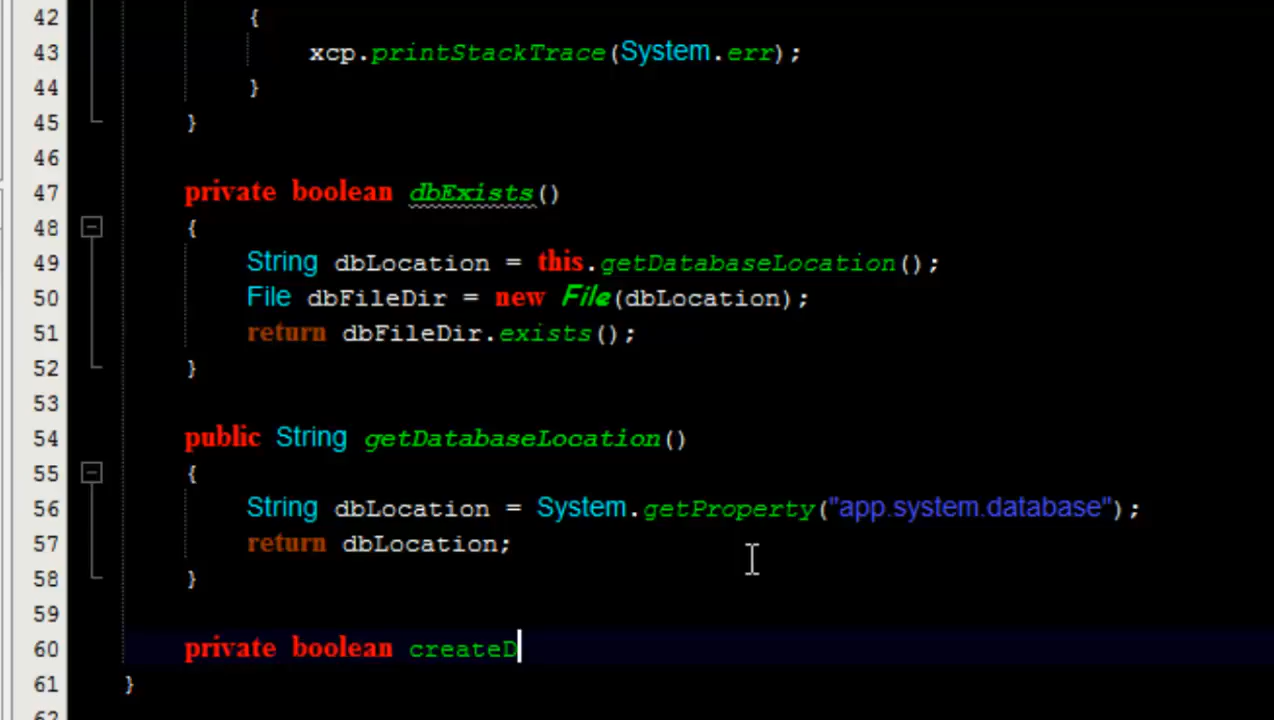 42 {
43 xcp.printStackTrace(System.err);
44 }
45 }
46
47 private boolean dbExists()
48 {
49 String dbLocation = this.getDatabaseLocation();
50 File dbFileDir = new File(dbLocation);
51 return dbFileDir.exists();
52 }
53
54 public String getDatabaseLocation()
55 {
56 String dbLocation = System.getProperty("app.system.database");
57 return dbLocation;
58 }
59
60 private boolean createD
61 }
62